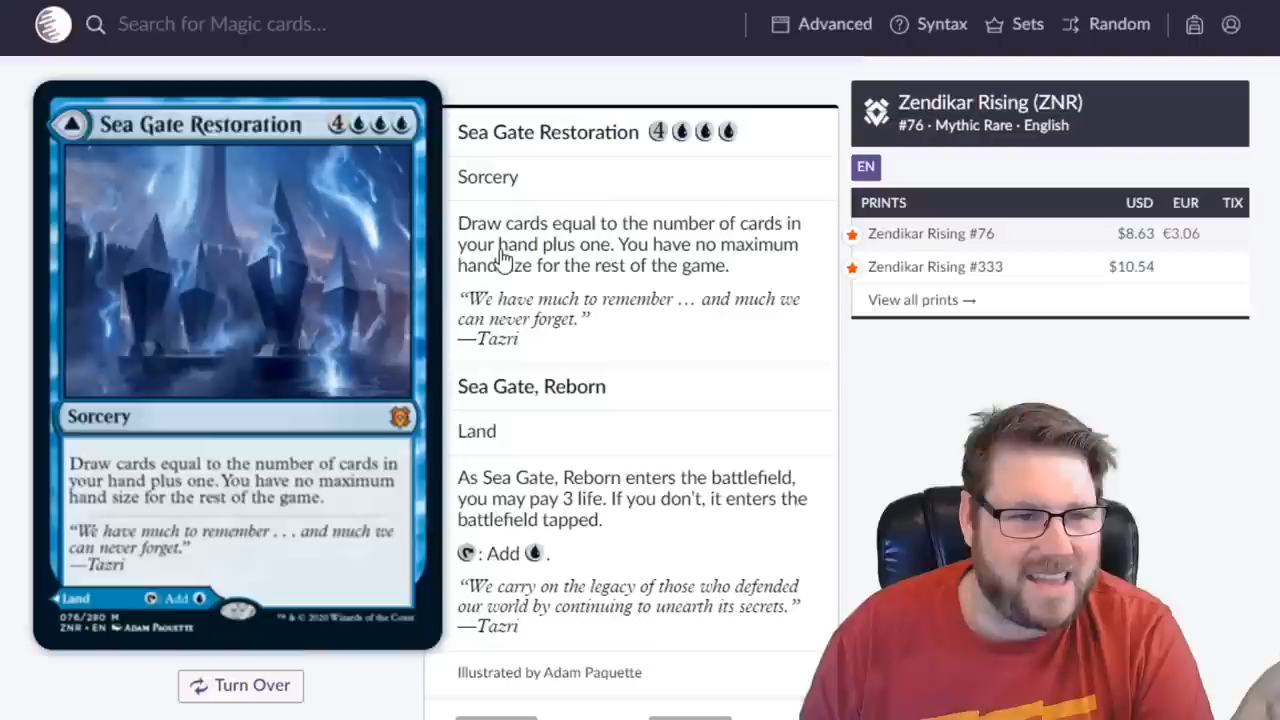 Search for Magic cards...
Advanced
Syntax
Sets
Random
Sea Gate Restoration 4
Sorcery
Draw cards equal to the number of cards in
your hand plus one. You have no maximum
hand size for the rest of the game.
“We have much to remember . . . and much we
can never forget.”
—Tazri
Land Add
076/280 M
ZNR • EN ADAM PAQUETTE
™ & © 2020 Wizards of the Coast
Turn Over
Sea Gate Restoration 4
Sorcery
Draw cards equal to the number of cards in
your hand plus one. You have no maximum
hand size for the rest of the game.
“We have much to remember … and much we
can never forget.”
—Tazri
Sea Gate, Reborn
Land
As Sea Gate, Reborn enters the battlefield,
you may pay 3 life. If you don’t, it enters the
battlefield tapped.
: Add .
“We carry on the legacy of those who defended
our world by continuing to unearth its secrets.”
—Tazri
Illustrated by Adam Paquette
Zendikar Rising (ZNR)
#76 · Mythic Rare · English
EN
PRINTS USD EUR TIX
Zendikar Rising #76 $8.63 €3.06
Zendikar Rising #333 $10.54
View all prints →